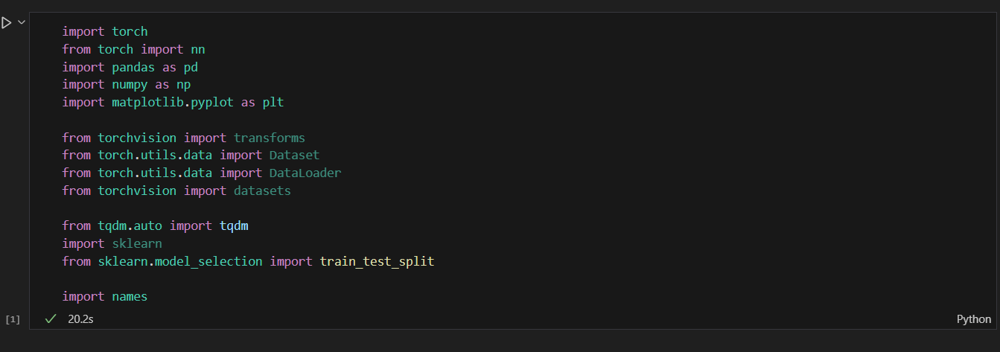 import torch
from torch import nn
import pandas as pd
import numpy as np
import matplotlib.pyplot as plt
from torchvision import transforms
from torch.utils.data import Dataset
from torch.utils.data import DataLoader
from torchvision import datasets
from tqdm.auto import tqdm
import sklearn
from sklearn.model_selection import train_test_split
import names
[1] 20.2s Python